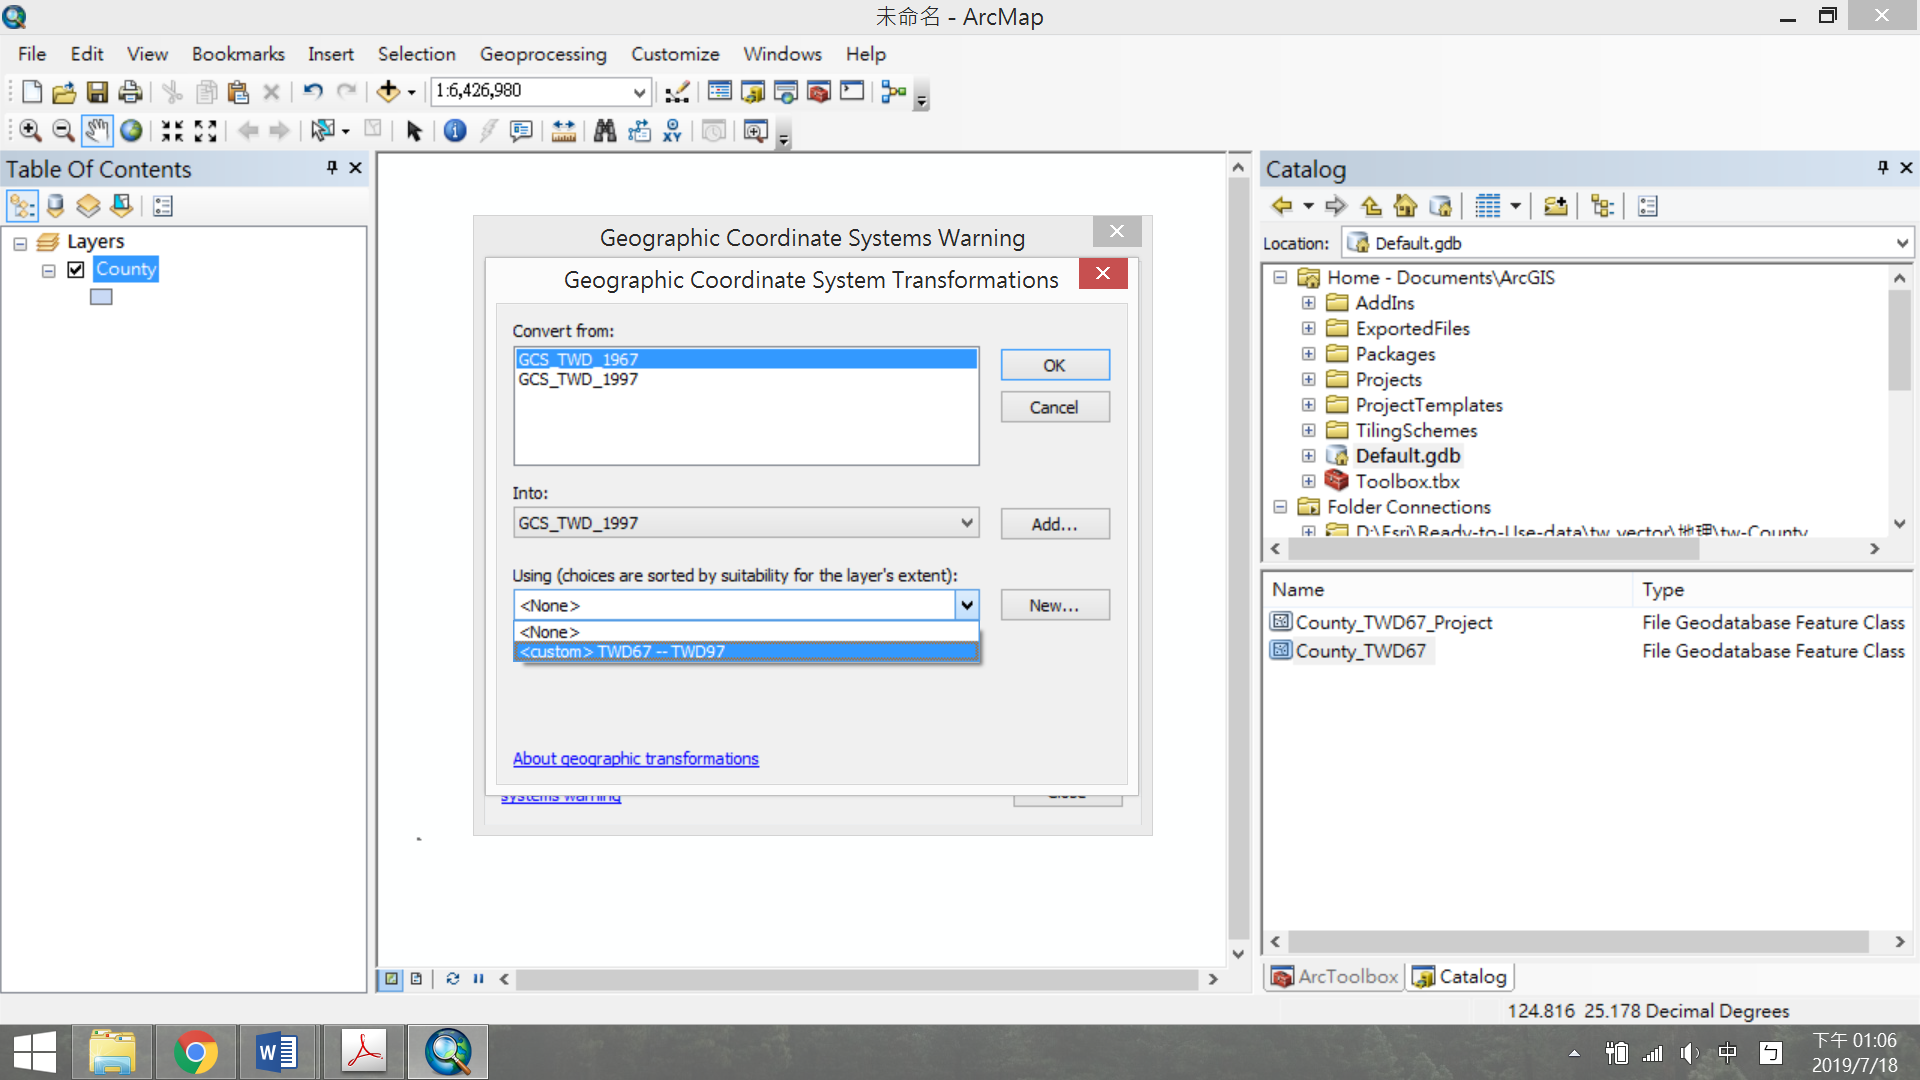 未命名 - ArcMap
File Edit View Bookmarks Insert Selection Geoprocessing Customize Windows Help
1:6,426,980
Table Of Contents
Layers
County
Geographic Coordinate Systems Warning
Geographic Coordinate System Transformations
Convert from:
GCS_TWD_1967
GCS_TWD_1997
OK
Cancel
Into:
GCS_TWD_1997
Add...
Using (choices are sorted by suitability for the layer's extent):
<None>
New...
<None>
<custom> TWD67 -- TWD97
About geographic transformations
systems warning
Close
Catalog
Location: Default.gdb
Home - Documents\ArcGIS
AddIns
ExportedFiles
Packages
Projects
ProjectTemplates
TilingSchemes
Default.gdb
Toolbox.tbx
Folder Connections
D:\Esri\Ready-to-Use-data\tw_vector\地理\tw-County
Name Type
County_TWD67_Project File Geodatabase Feature Class
County_TWD67 File Geodatabase Feature Class
ArcToolbox Catalog
124.816 25.178 Decimal Degrees
中 ㄅ
下午 01:06
2019/7/18